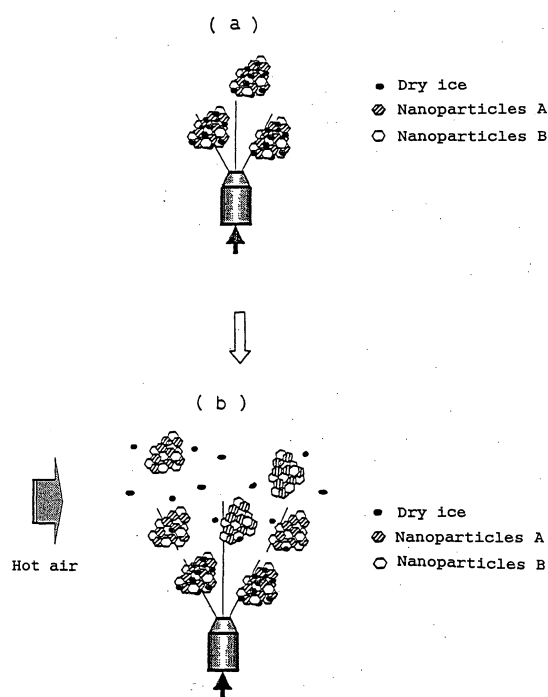 ( a )
Dry ice
Nanoparticles A
Nanoparticles B
( b )
Dry ice
Nanoparticles A
Nanoparticles B
Hot air